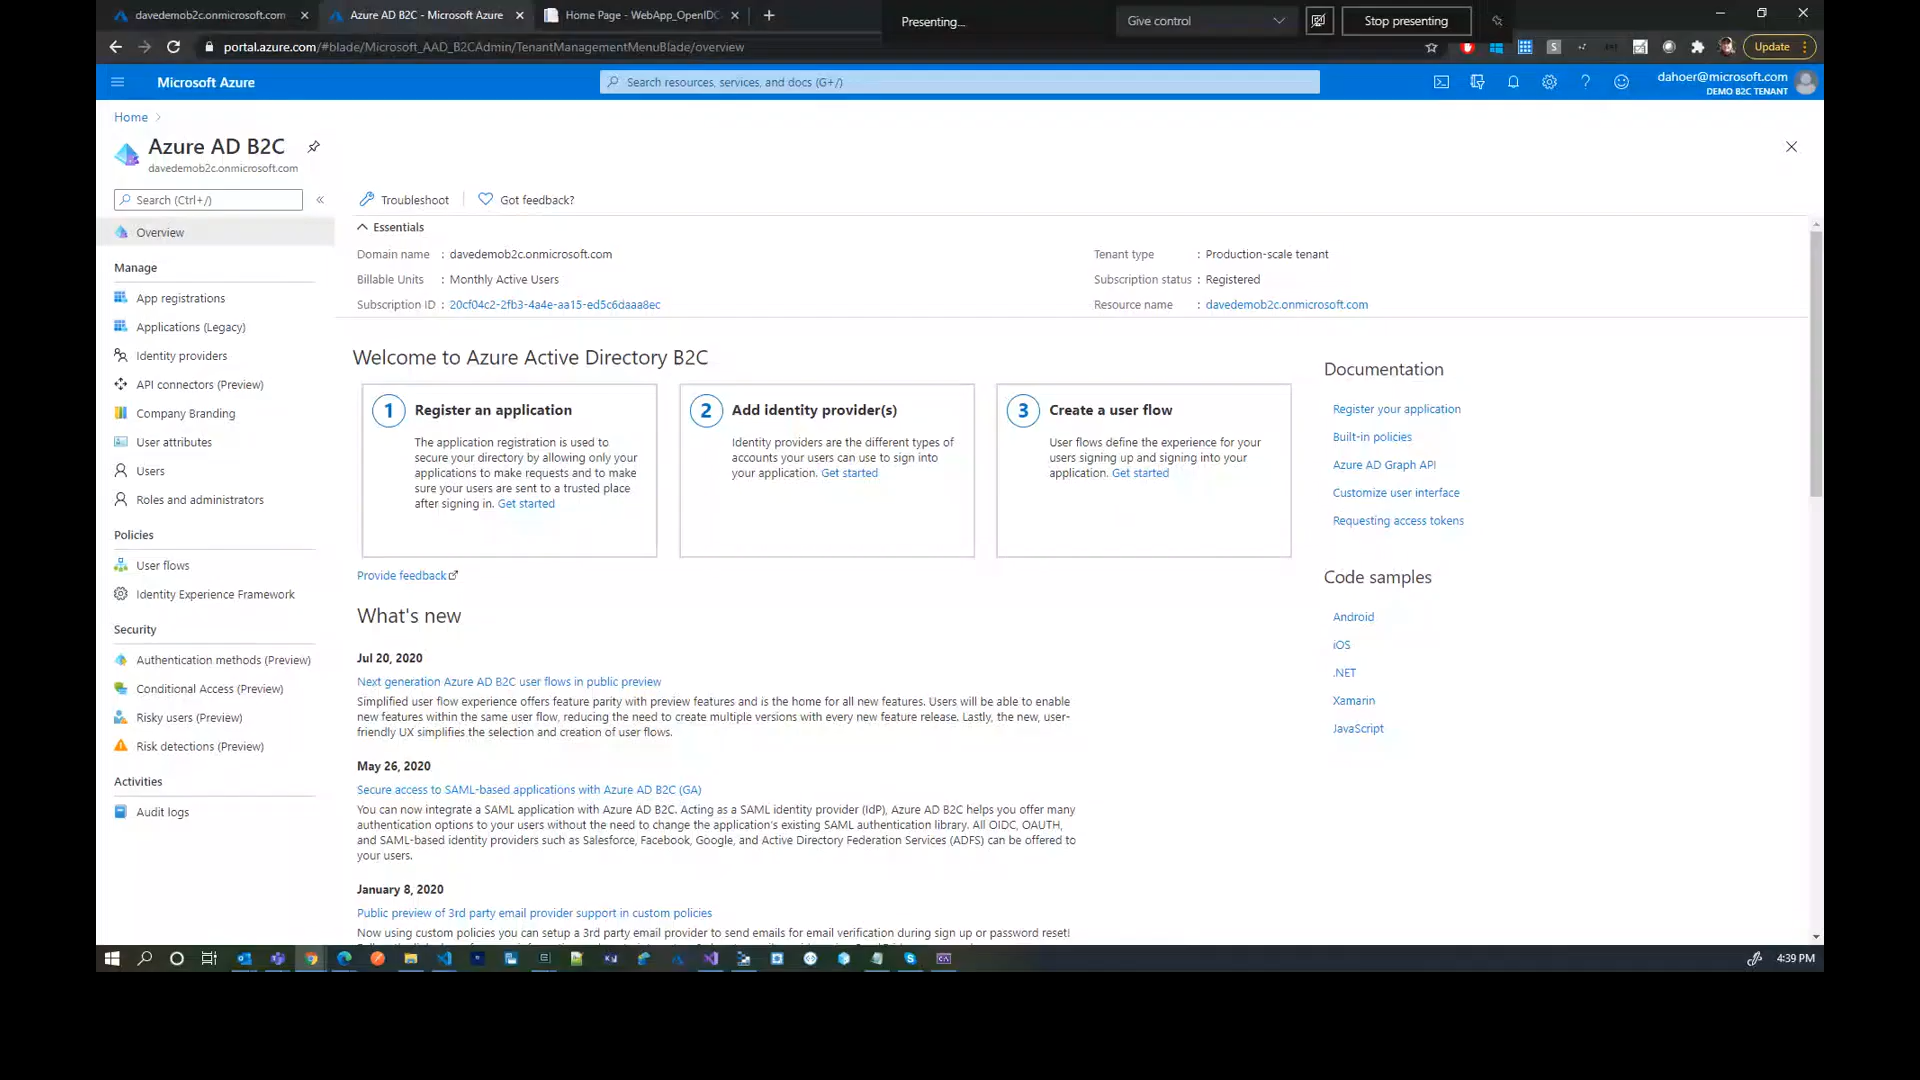 davedemob2c.onmicrosoft.com
Azure AD B2C - Microsoft Azure
Home Page - WebApp_OpenIDC
Presenting...
Give control
Stop presenting
portal.azure.com/#blade/Microsoft_AAD_B2CAdmin/TenantManagementMenuBlade/overview
Update
Microsoft Azure
Search resources, services, and docs (G+/)
dahoer@microsoft.com
DEMO B2C TENANT
Home
Azure AD B2C
davedemob2c.onmicrosoft.com
Search (Ctrl+/)
Overview
Manage
App registrations
Applications (Legacy)
Identity providers
API connectors (Preview)
Company Branding
User attributes
Users
Roles and administrators
Policies
User flows
Identity Experience Framework
Security
Authentication methods (Preview)
Conditional Access (Preview)
Risky users (Preview)
Risk detections (Preview)
Activities
Audit logs
Troubleshoot
Got feedback?
Essentials
Domain name : davedemob2c.onmicrosoft.com
Billable Units : Monthly Active Users
Subscription ID : 20cf04c2-2fb3-4a4e-aa15-ed5c6daaa8ec
Tenant type : Production-scale tenant
Subscription status : Registered
Resource name : davedemob2c.onmicrosoft.com
Welcome to Azure Active Directory B2C
1 Register an application
The application registration is used to
secure your directory by allowing only your
applications to make requests and to make
sure your users are sent to a trusted place
after signing in. Get started
2 Add identity provider(s)
Identity providers are the different types of
accounts your users can use to sign into
your application. Get started
3 Create a user flow
User flows define the experience for your
users signing up and signing into your
application. Get started
Provide feedback
What's new
Jul 20, 2020
Next generation Azure AD B2C user flows in public preview
Simplified user flow experience offers feature parity with preview features and is the home for all new features. Users will be able to enable
new features within the same user flow, reducing the need to create multiple versions with every new feature release. Lastly, the new, user-
friendly UX simplifies the selection and creation of user flows.
May 26, 2020
Secure access to SAML-based applications with Azure AD B2C (GA)
You can now integrate a SAML application with Azure AD B2C. Acting as a SAML identity provider (IdP), Azure AD B2C helps you offer many
authentication options to your users without the need to change the application's existing SAML authentication library. All OIDC, OAUTH,
and SAML-based identity providers such as Salesforce, Facebook, Google, and Active Directory Federation Services (ADFS) can be offered to
your users.
January 8, 2020
Public preview of 3rd party email provider support in custom policies
Now using custom policies you can setup a 3rd party email provider to send emails for email verification during sign up or password reset!
Documentation
Register your application
Built-in policies
Azure AD Graph API
Customize user interface
Requesting access tokens
Code samples
Android
iOS
.NET
Xamarin
JavaScript
4:39 PM